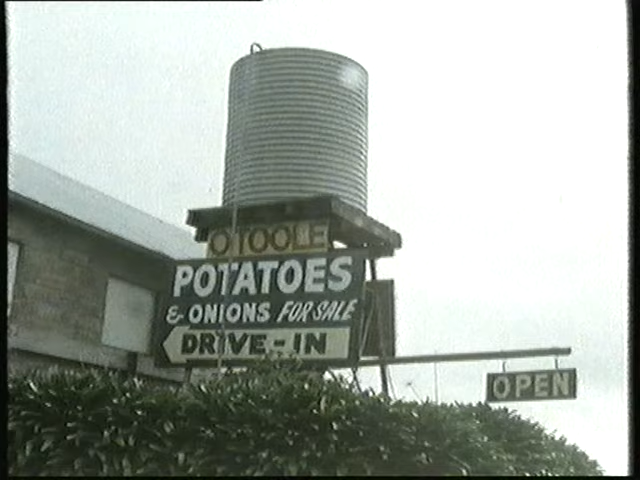 O'TOOLE
POTATOES
& ONIONS FOR SALE
DRIVE-IN
OPEN